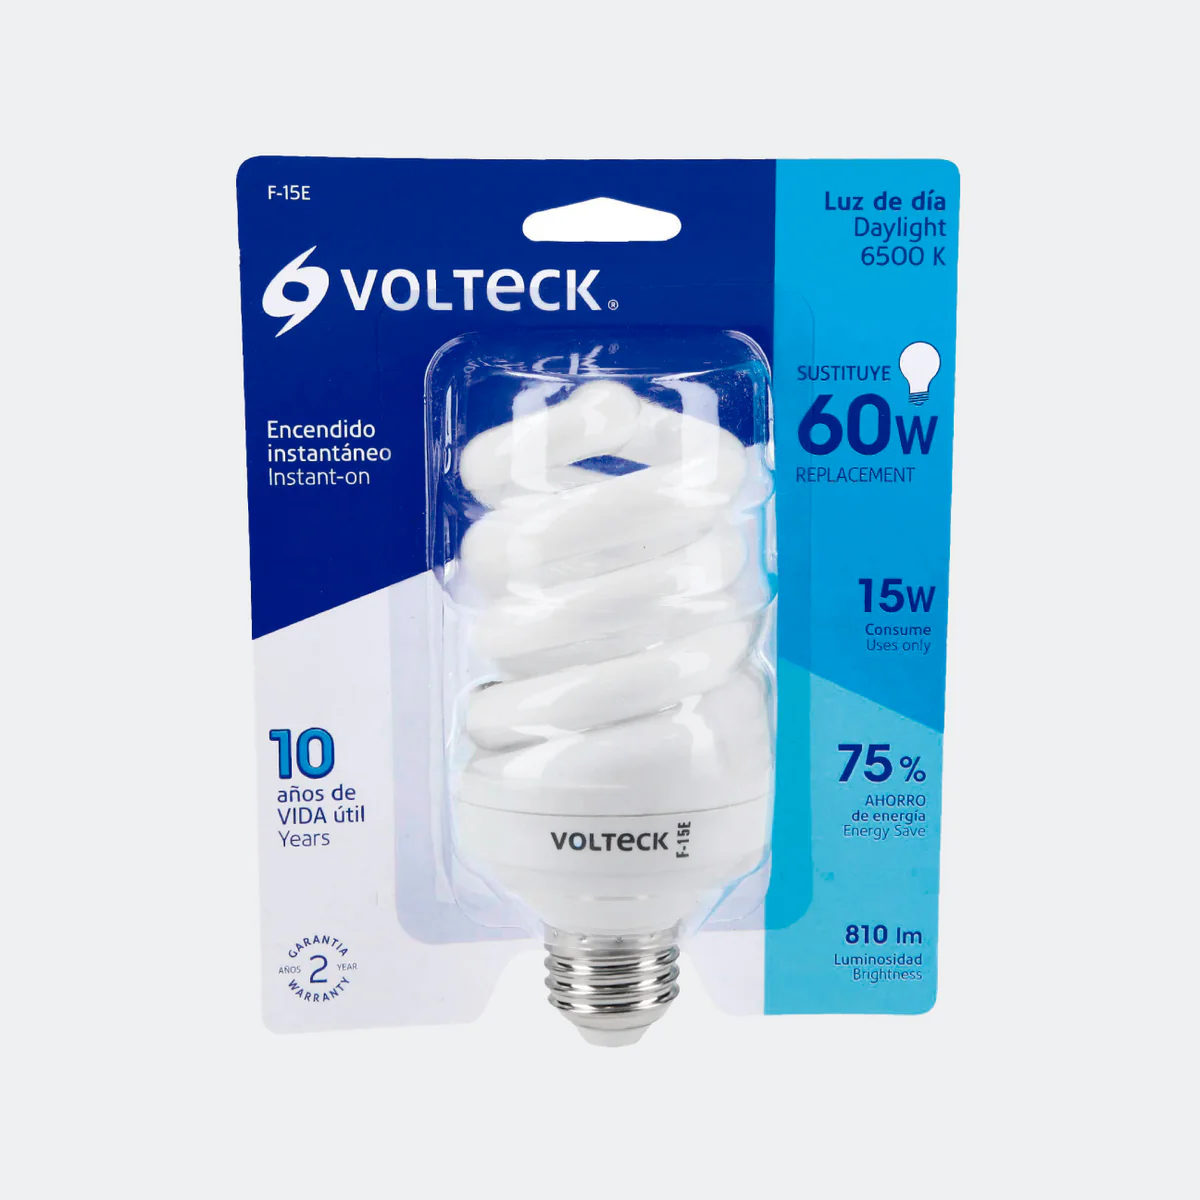 F-15E
VOLTECK®
Encendido
instantáneo
Instant-on
10
años de
VIDA útil
Years
GARANTIA
AÑOS 2 YEAR
WARRANTY
Luz de día
Daylight
6500 K
SUSTITUYE
60W
REPLACEMENT
15W
Consume
Uses only
75 %
AHORRO
de energía
Energy Save
810 lm
Luminosidad
Brightness
VOLTECK
F-15E